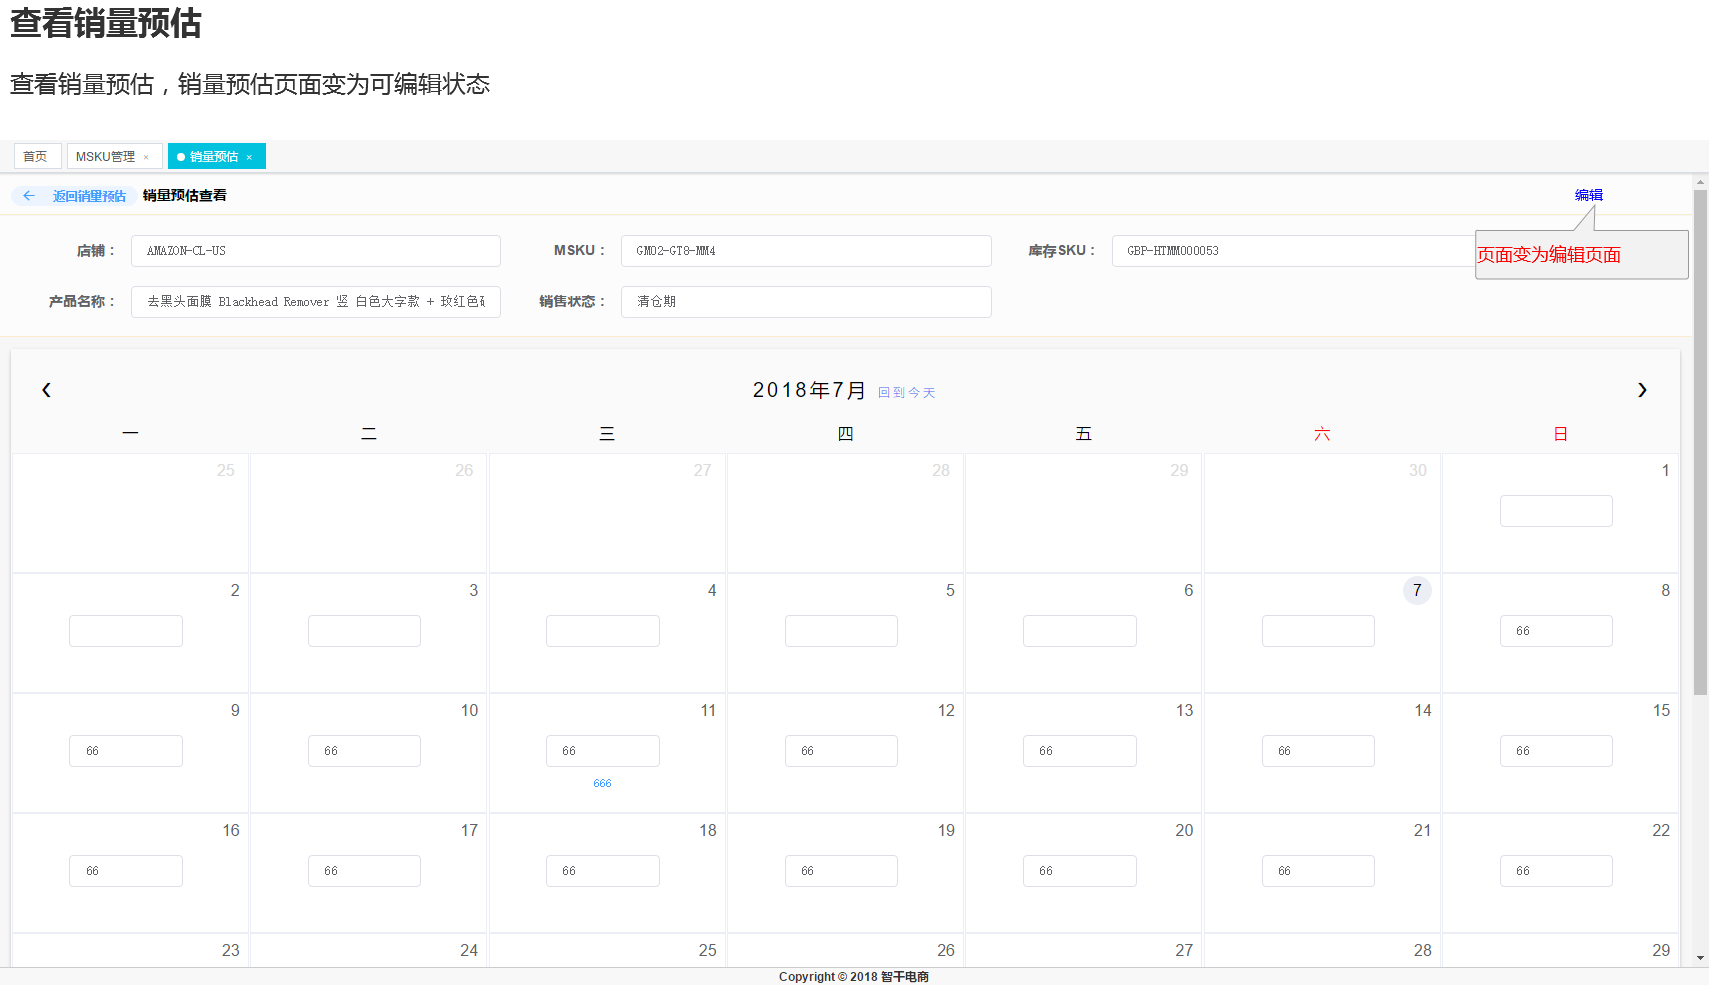 查看销量预估
查看销量预估，销量预估页面变为可编辑状态
首页 MSKU管理 × 销量预估 ×
← 返回销量预估 销量预估查看 编辑
页面变为编辑页面
店铺： AMAZON-CL-US MSKU： GM02-GT8-MM4 库存SKU： GBP-HTMM000053
产品名称： 去黑头面膜 Blackhead Remover 竖 白色大字款 + 玫红色 销售状态： 清仓期
‹ 2018年7月 回到今天 ›
一 二 三 四 五 六 日
25 26 27 28 29 30 1
2 3 4 5 6 7 8
66
9 10 11 12 13 14 15
66 66 66 66 66 66 66
666
16 17 18 19 20 21 22
66 66 66 66 66 66 66
23 24 25 26 27 28 29
Copyright © 2018 智干电商